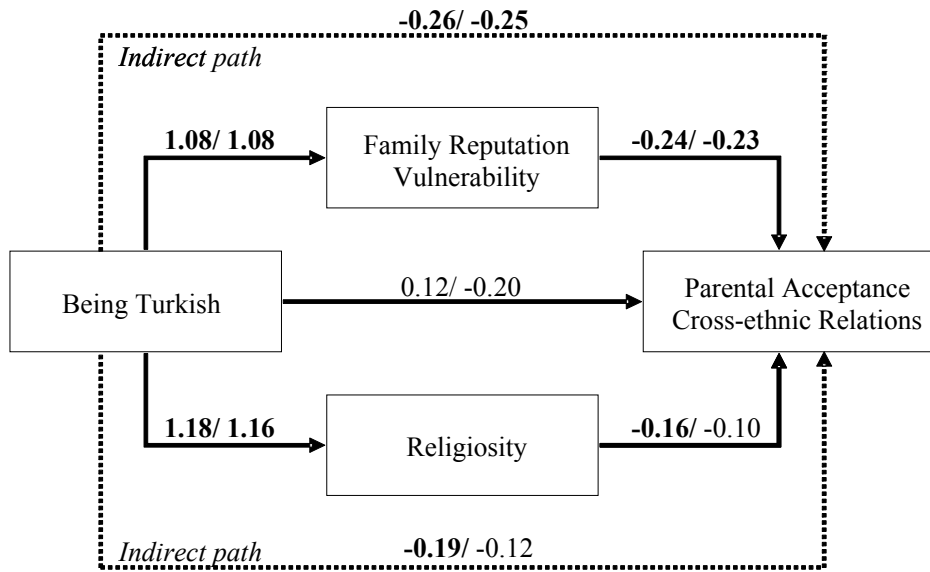 -0.26/ -0.25
Indirect path
1.08/ 1.08
Family Reputation
Vulnerability
-0.24/ -0.23
Being Turkish
0.12/ -0.20
Parental Acceptance
Cross-ethnic Relations
1.18/ 1.16
Religiosity
-0.16/ -0.10
Indirect path
-0.19/ -0.12